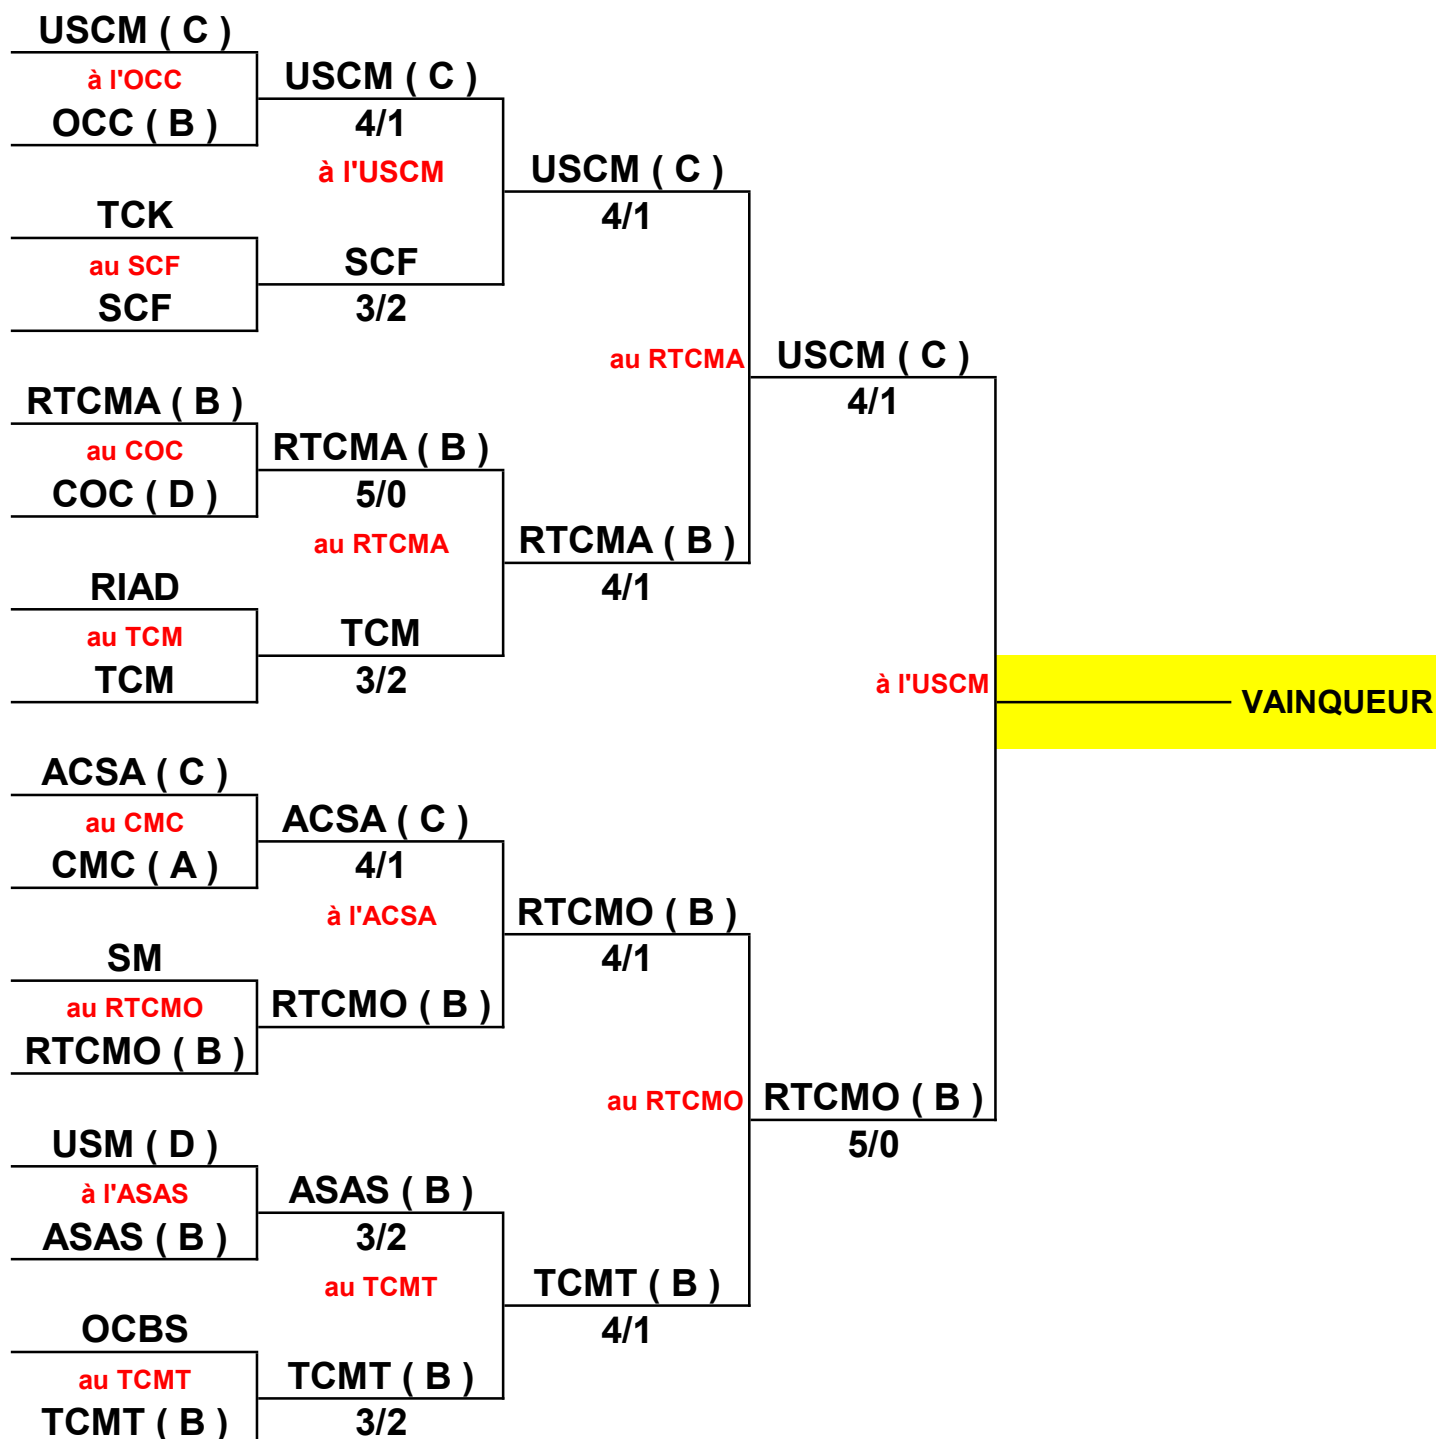 USCM ( C )
à l'OCC
OCC ( B )
TCK
au SCF
SCF
RTCMA ( B )
au COC
COC ( D )
RIAD
au TCM
TCM
ACSA ( C )
au CMC
CMC ( A )
SM
au RTCMO
RTCMO ( B )
USM ( D )
à l'ASAS
ASAS ( B )
OCBS
au TCMT
TCMT ( B )
USCM ( C )
4/1
à l'USCM
SCF
3/2
RTCMA ( B )
5/0
au RTCMA
TCM
3/2
ACSA ( C )
4/1
à l'ACSA
RTCMO ( B )
ASAS ( B )
3/2
au TCMT
TCMT ( B )
3/2
USCM ( C )
4/1
au RTCMA
RTCMA ( B )
4/1
RTCMO ( B )
4/1
au RTCMO
TCMT ( B )
4/1
USCM ( C )
4/1
à l'USCM
RTCMO ( B )
5/0
VAINQUEUR